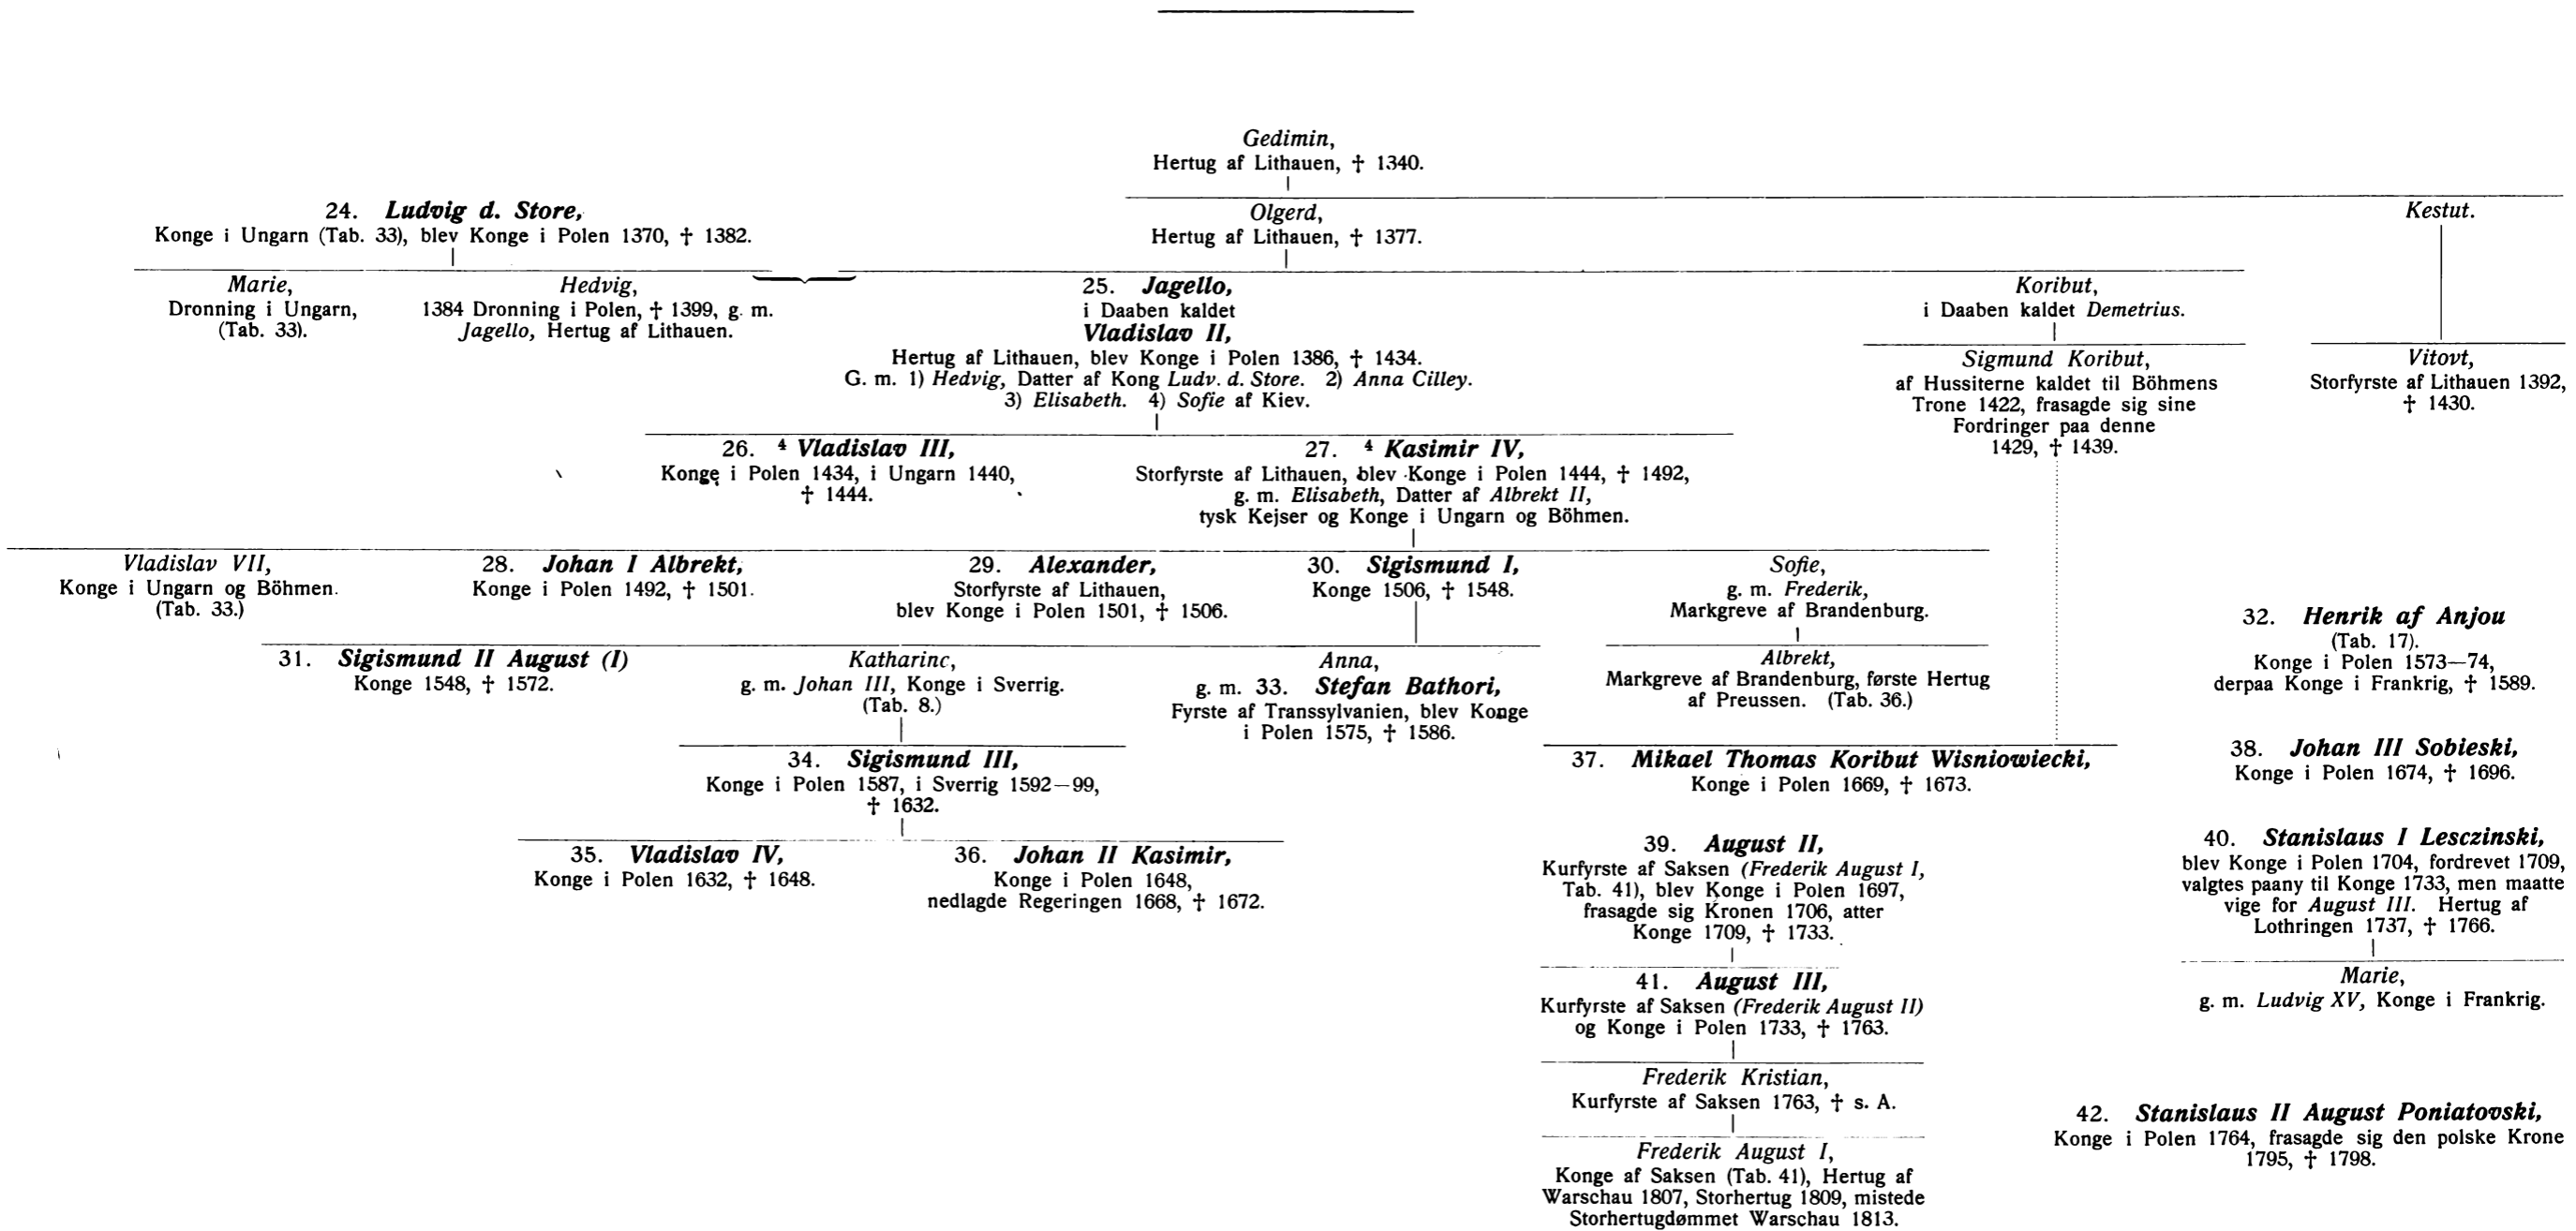 Gedimin,
Hertug af Lithauen, † 1340.
24. Ludvig d. Store,
Konge i Ungarn (Tab. 33), blev Konge i Polen 1370, † 1382.
Olgerd,
Hertug af Lithauen, † 1377.
Kestut.
Marie,
Dronning i Ungarn,
(Tab. 33).
Hedvig,
1384 Dronning i Polen, † 1399, g. m.
Jagello, Hertug af Lithauen.
25. Jagello,
i Daaben kaldet
Vladislav II,
Hertug af Lithauen, blev Konge i Polen 1386, † 1434.
G. m. 1) Hedvig, Datter af Kong Ludv. d. Store. 2) Anna Cilley.
3) Elisabeth. 4) Sofie af Kiev.
Koribut,
i Daaben kaldet Demetrius.
Sigmund Koribut,
af Hussiterne kaldet til Böhmens
Trone 1422, frasagde sig sine
Fordringer paa denne
1429, † 1439.
Vitovt,
Storfyrste af Lithauen 1392,
† 1430.
26. 4 Vladislav III,
Konge i Polen 1434, i Ungarn 1440,
† 1444.
27. 4 Kasimir IV,
Storfyrste af Lithauen, blev Konge i Polen 1444, † 1492,
g. m. Elisabeth, Datter af Albrekt II,
tysk Kejser og Konge i Ungarn og Böhmen.
Vladislav VII,
Konge i Ungarn og Böhmen.
(Tab. 33.)
28. Johan I Albrekt,
Konge i Polen 1492, † 1501.
29. Alexander,
Storfyrste af Lithauen,
blev Konge i Polen 1501, † 1506.
30. Sigismund I,
Konge 1506, † 1548.
Sofie,
g. m. Frederik,
Markgreve af Brandenburg.
32. Henrik af Anjou
(Tab. 17).
Konge i Polen 1573—74,
derpaa Konge i Frankrig, † 1589.
31. Sigismund II August (I)
Konge 1548, † 1572.
Katharinc,
g. m. Johan III, Konge i Sverrig.
(Tab. 8.)
Anna,
g. m. 33. Stefan Bathori,
Fyrste af Transsylvanien, blev Konge
i Polen 1575, † 1586.
Albrekt,
Markgreve af Brandenburg, første Hertug
af Preussen. (Tab. 36.)
34. Sigismund III,
Konge i Polen 1587, i Sverrig 1592—99,
† 1632.
37. Mikael Thomas Koribut Wisniowiecki,
Konge i Polen 1669, † 1673.
38. Johan III Sobieski,
Konge i Polen 1674, † 1696.
35. Vladislav IV,
Konge i Polen 1632, † 1648.
36. Johan II Kasimir,
Konge i Polen 1648,
nedlagde Regeringen 1668, † 1672.
39. August II,
Kurfyrste af Saksen (Frederik August I,
Tab. 41), blev Konge i Polen 1697,
frasagde sig Kronen 1706, atter
Konge 1709, † 1733.
40. Stanislaus I Lesczinski,
blev Konge i Polen 1704, fordrevet 1709,
valgtes paany til Konge 1733, men maatte
vige for August III. Hertug af
Lothringen 1737, † 1766.
41. August III,
Kurfyrste af Saksen (Frederik August II)
og Konge i Polen 1733, † 1763.
Marie,
g. m. Ludvig XV, Konge i Frankrig.
Frederik Kristian,
Kurfyrste af Saksen 1763, † s. A.
42. Stanislaus II August Poniatovski,
Konge i Polen 1764, frasagde sig den polske Krone
1795, † 1798.
Frederik August I,
Konge af Saksen (Tab. 41), Hertug af
Warschau 1807, Storhertug 1809, mistede
Storhertugdømmet Warschau 1813.